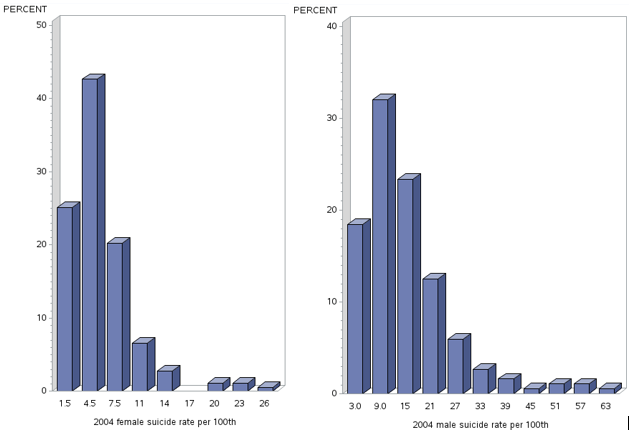 PERCENT
50
40
30
20
10
0
1.5 4.5 7.5 11 14 17 20 23 26
2004 female suicide rate per 100th
PERCENT
40
30
20
10
0
3.0 9.0 15 21 27 33 39 45 51 57 63
2004 male suicide rate per 100th